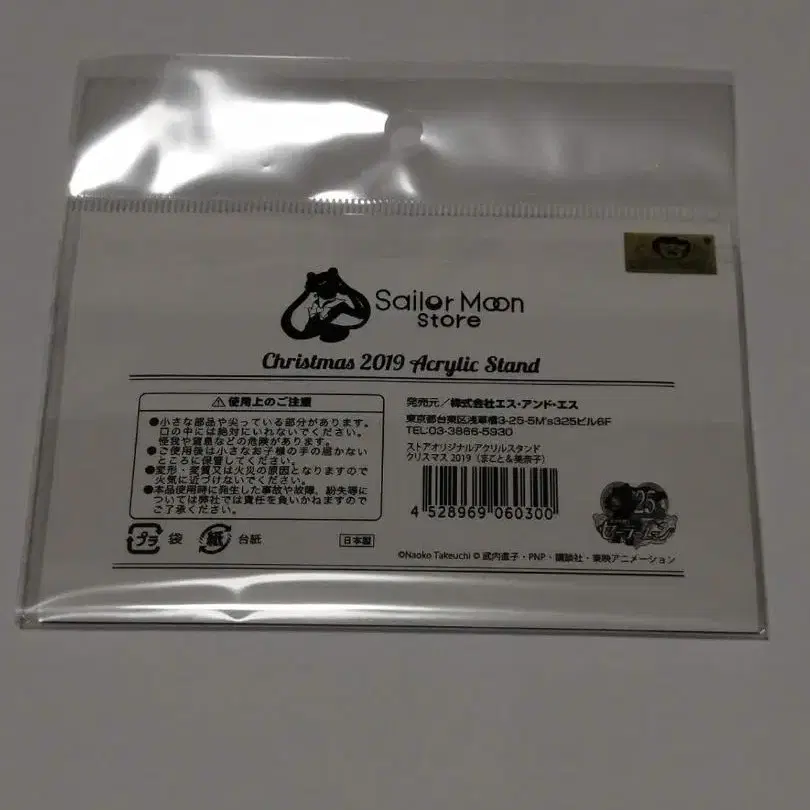 Sailor Moon
Store
Christmas 2019 Acrylic Stand
⚠使用上のご注意
●小さな部品や尖っている部分があります。
口の中には絶対にいれないでください。
怪我や窒息などの危険があります。
●ご使用後は小さなお子様の手の届かない
ところに保管してください。
●変形・変質又は火災の原因となりますので
火気に近づけないでください。
●本品使用時に発生した事故や故障、紛失等に
ついては弊社では責任を負いかねますので
ご了承ください。
プラ 袋 紙 台紙
日本製
発売元／株式会社エス・アンド・エス
東京都台東区浅草橋3-25-5M's325ビル6F
TEL:03-3866-5930
ストアオリジナルアクリルスタンド
クリスマス 2019（まこと&美奈子）
4 528969 060300
25
©Naoko Takeuchi © 武内直子・PNP・講談社・東映アニメーション